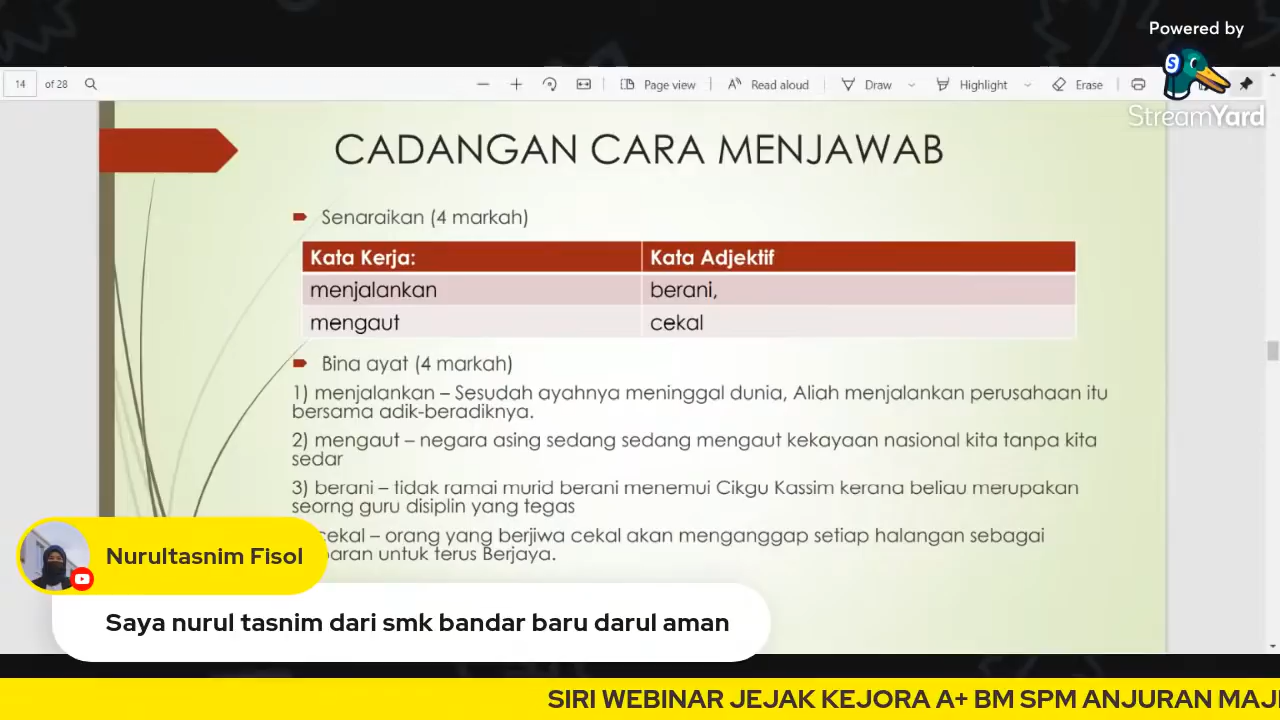 Powered by
StreamYard
14 of 28
Page view
Read aloud
Draw
Highlight
Erase
CADANGAN CARA MENJAWAB
Senaraikan (4 markah)
Kata Kerja: Kata Adjektif
menjalankan berani,
mengaut cekal
Bina ayat (4 markah)
1) menjalankan – Sesudah ayahnya meninggal dunia, Aliah menjalankan perusahaan itu
bersama adik-beradiknya.
2) mengaut – negara asing sedang sedang mengaut kekayaan nasional kita tanpa kita
sedar
3) berani – tidak ramai murid berani menemui Cikgu Kassim kerana beliau merupakan
seorng guru disiplin yang tegas
cekal – orang yang berjiwa cekal akan menganggap setiap halangan sebagai
untuk terus Berjaya.
Nurultasnim Fisol
Saya nurul tasnim dari smk bandar baru darul aman
SIRI WEBINAR JEJAK KEJORA A+ BM SPM ANJURAN